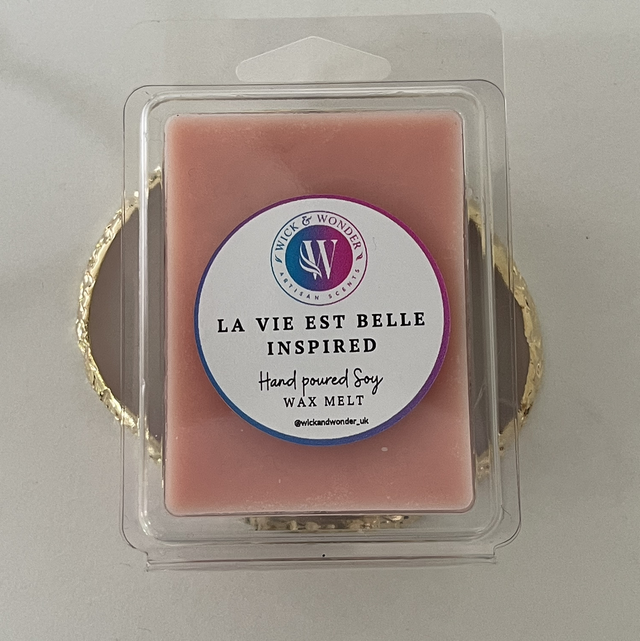 WICK & WONDER
W
ARTISAN SCENTS
LA VIE EST BELLE
INSPIRED
Hand poured Soy
WAX MELT
@wickandwonder_uk